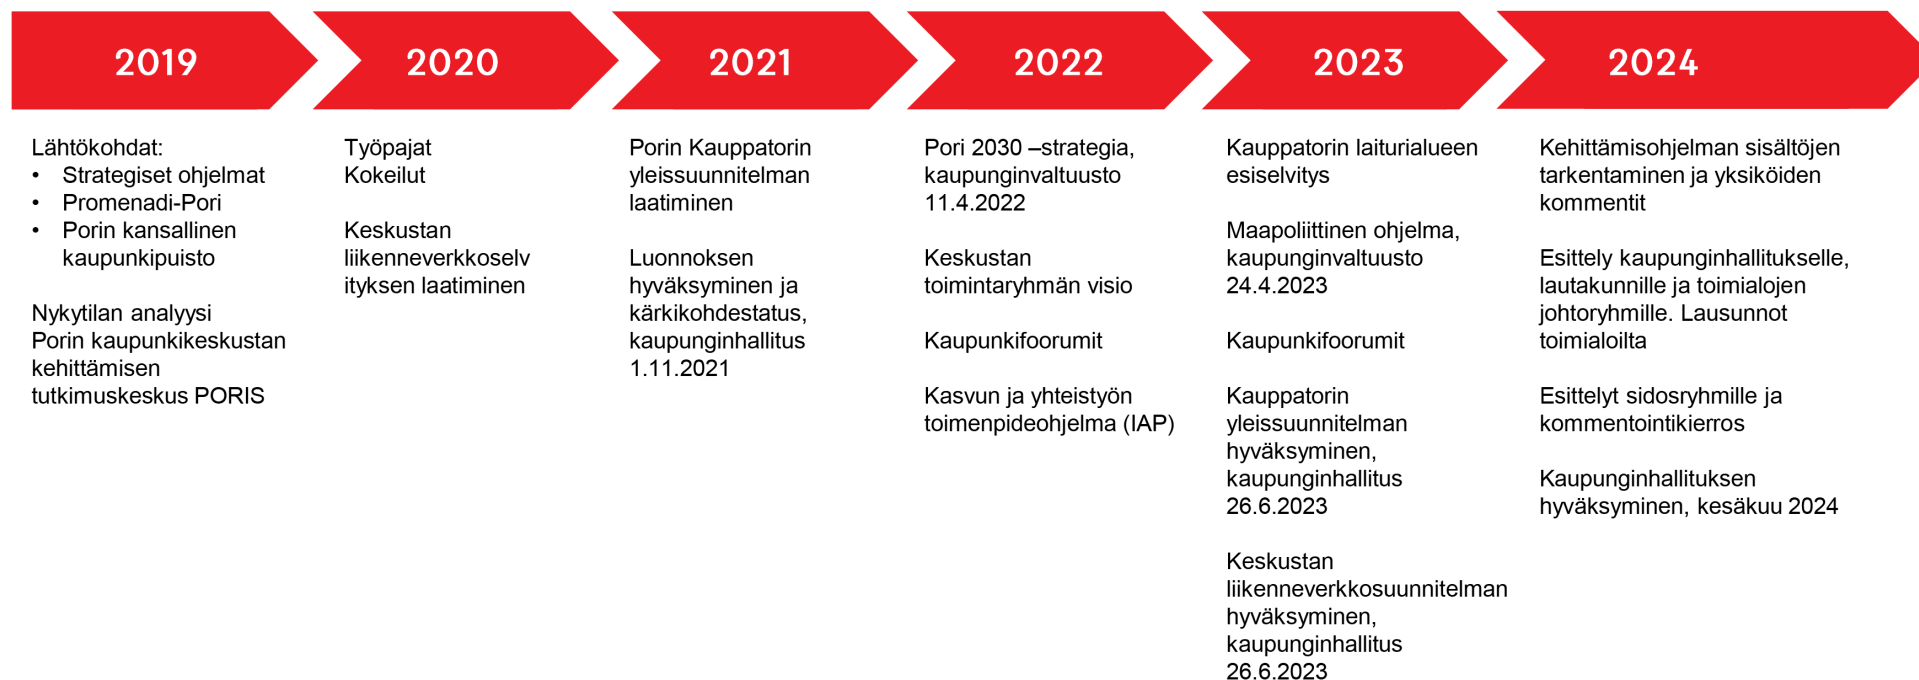 2019
Lähtökohdat:
• Strategiset ohjelmat
• Promenadi-Pori
• Porin kansallinen
kaupunkipuisto
Nykytilan analyysi
Porin kaupunkikeskustan
kehittämisen
tutkimuskeskus PORIS
2020
Työpajat
Kokeilut
Keskustan
liikenneverkkoselv
ityksen laatiminen
2021
Porin Kauppatorin
yleissuunnitelman
laatiminen
Luonnoksen
hyväksyminen ja
kärkikohdestatus,
kaupunginhallitus
1.11.2021
2022
Pori 2030 –strategia,
kaupunginvaltuusto
11.4.2022
Keskustan
toimintaryhmän visio
Kaupunkifoorumit
Kasvun ja yhteistyön
toimenpideohjelma (IAP)
2023
Kauppatorin laiturialueen
esiselvitys
Maapoliittinen ohjelma,
kaupunginvaltuusto
24.4.2023
Kaupunkifoorumit
Kauppatorin
yleissuunnitelman
hyväksyminen,
kaupunginhallitus
26.6.2023
Keskustan
liikenneverkkosuunnitelman
hyväksyminen,
kaupunginhallitus
26.6.2023
2024
Kehittämisohjelman sisältöjen
tarkentaminen ja yksiköiden
kommentit
Esittely kaupunginhallitukselle,
lautakunnille ja toimialojen
johtoryhmille. Lausunnot
toimialoilta
Esittelyt sidosryhmille ja
kommentointikierros
Kaupunginhallituksen
hyväksyminen, kesäkuu 2024